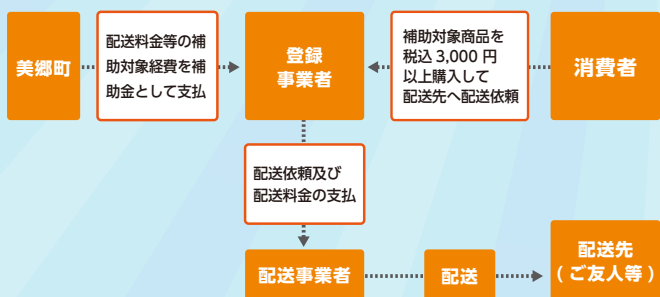 美郷町
配送料金等の補
助対象経費を補
助金として支払
登録
事業者
補助対象商品を
税込 3,000 円
以上購入して
配送先へ配送依頼
消費者
配送依頼及び
配送料金の支払
配送事業者
配送
配送先
( ご友人等 )